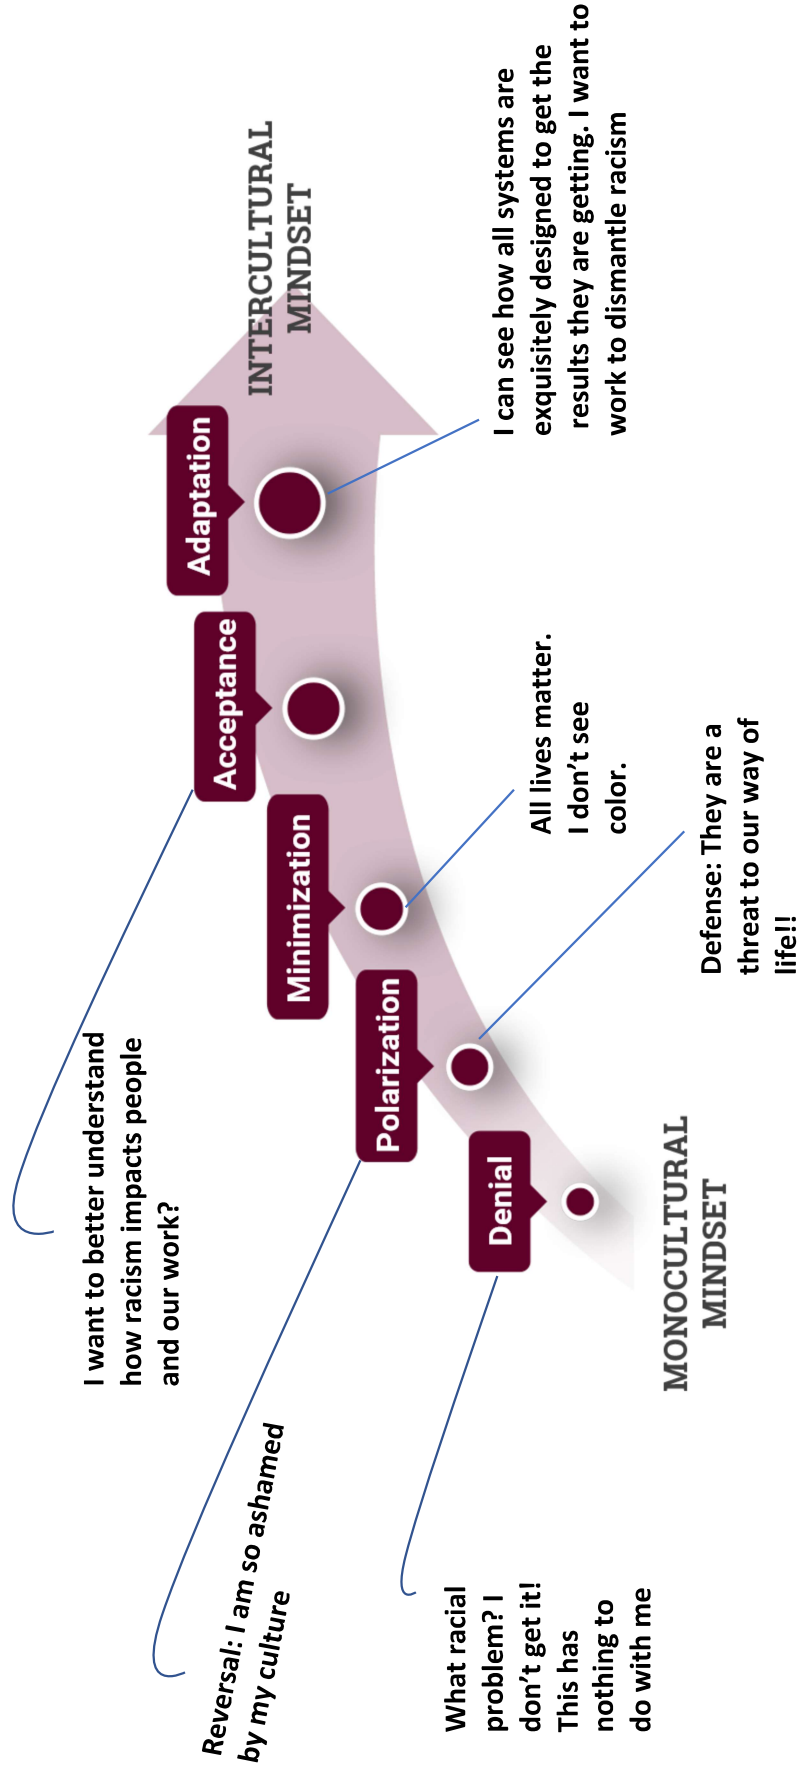 I want to better understand
how racism impacts people
and our work?
Reversal: I am so ashamed
by my culture
What racial
problem? I
don't get it!
This has
nothing to
do with me
Denial
Polarization
Minimization
Acceptance
Adaptation
INTERCULTURAL
MINDSET
MONOCULTURAL
MINDSET
Defense: They are a
threat to our way of
life!!
All lives matter.
I don't see
color.
I can see how all systems are
exquisitely designed to get the
results they are getting. I want to
work to dismantle racism